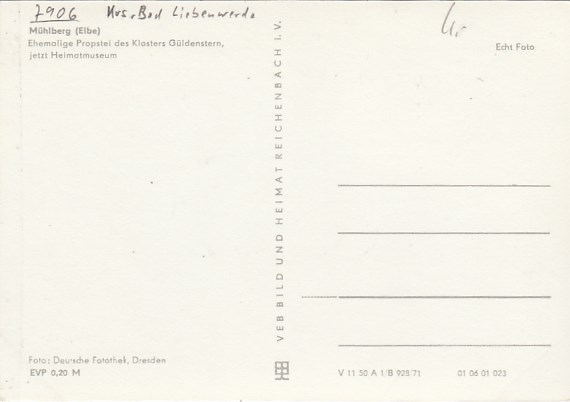 7906 Krs. Bad Liebenwerda
Mühlberg (Elbe)
Ehemalige Propstei des Klosters Güldenstern,
jetzt Heimatmuseum
Echt Foto
VEB BILD UND HEIMAT REICHENBACH I. V.
Foto: Deutsche Fotothek, Dresden
EVP 0,20 M
V 11 50 A 1/B 928/71 01 06 01 023